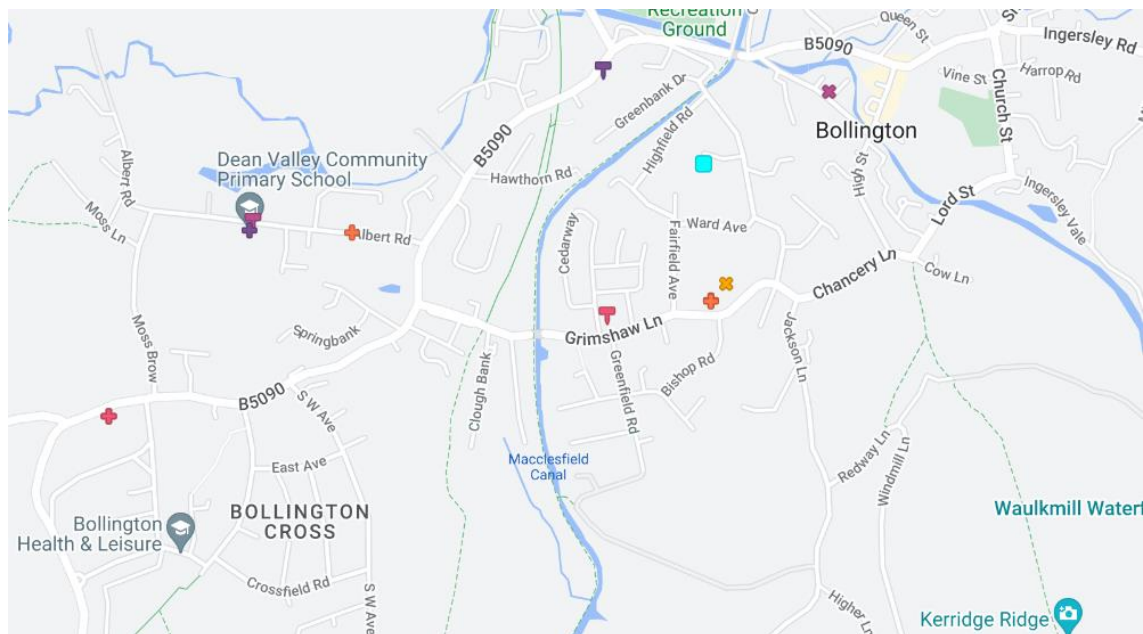 Recreation
Ground
Queen St
B5090
Ingersley Rd
Vine St
Harrop Rd
Church St
Greenbank Dr
Bollington
Highfield Rd
B5090
Albert Rd
Dean Valley Community
Primary School
Hawthorn Rd
High St
Lord St
Ingersley Vale
Moss Ln
Albert Rd
Cedarway
Fairfield Ave
Ward Ave
Chancery Ln
Cow Ln
Moss Brow
Springbank
Grimshaw Ln
Jackson Ln
Clough Bank
Greenfield Rd
Bishop Rd
B5090
S W Ave
East Ave
Macclesfield
Canal
Redway Ln
Windmill Ln
BOLLINGTON
CROSS
Waulkmill Waterf
Bollington
Health & Leisure
Crossfield Rd
S W Ave
Higher Ln
Kerridge Ridge